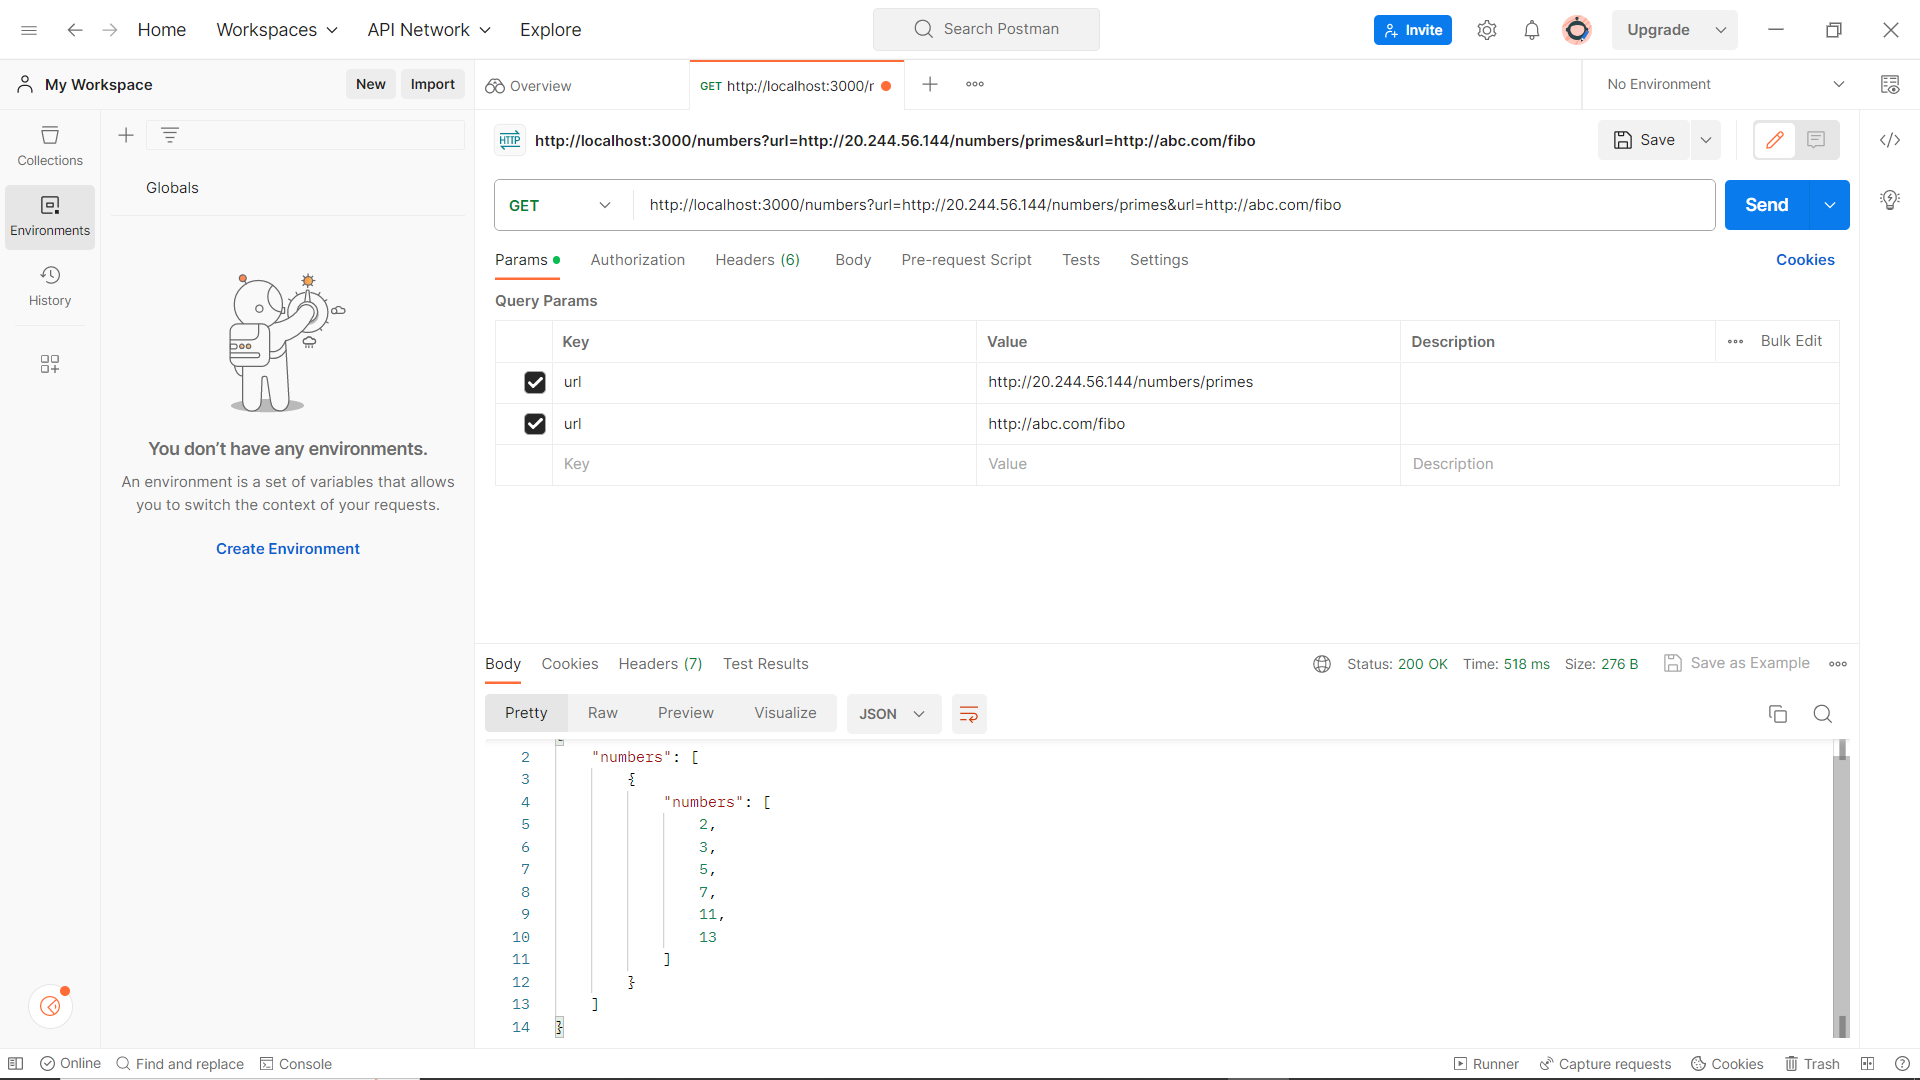 Home Workspaces API Network Explore Search Postman Invite Upgrade
My Workspace New Import Overview GET http://localhost:3000/r No Environment
Collections
Environments
History
Globals
You don’t have any environments.
An environment is a set of variables that allows
you to switch the context of your requests.
Create Environment
HTTP http://localhost:3000/numbers?url=http://20.244.56.144/numbers/primes&url=http://abc.com/fibo Save
GET http://localhost:3000/numbers?url=http://20.244.56.144/numbers/primes&url=http://abc.com/fibo Send
Params Authorization Headers (6) Body Pre-request Script Tests Settings Cookies
Query Params
Key Value Description Bulk Edit
url http://20.244.56.144/numbers/primes
url http://abc.com/fibo
Key Value Description
Body Cookies Headers (7) Test Results Status: 200 OK Time: 518 ms Size: 276 B Save as Example
Pretty Raw Preview Visualize JSON
2 "numbers": [
3 {
4 "numbers": [
5 2,
6 3,
7 5,
8 7,
9 11,
10 13
11 ]
12 }
13 ]
14 }
Online Find and replace Console Runner Capture requests Cookies Trash